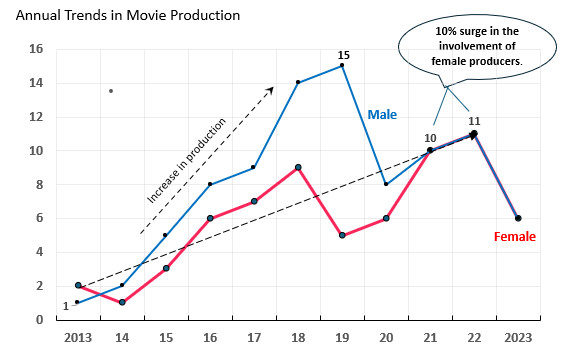 Annual Trends in Movie Production
10% surge in the
involvement of
female producers.
16
14
12
10
8
6
4
2
0
15
Male
11
10
Increase in production
Female
1
2013 14 15 16 17 18 19 20 21 22 2023